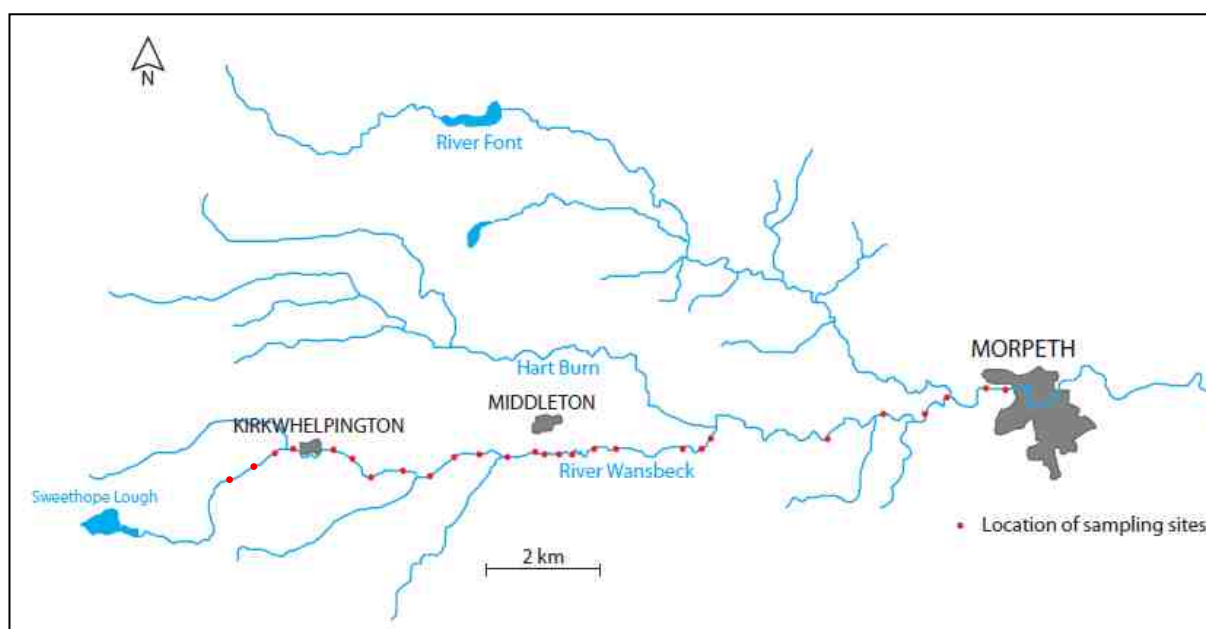 N
River Font
MORPETH
Hart Burn
MIDDLETON
KIRKWHELPINGTON
River Wansbeck
Sweethope Lough
Location of sampling sites
2 km